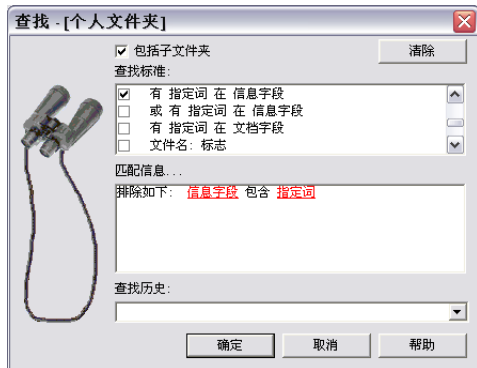 查找 - [个人文件夹]
包括子文件夹
清除
查找标准:
有 指定词 在 信息字段
或 有 指定词 在 信息字段
有 指定词 在 文档字段
文件名: 标志
匹配信息...
排除如下: 信息字段 包含 指定词
查找历史:
确定 取消 帮助